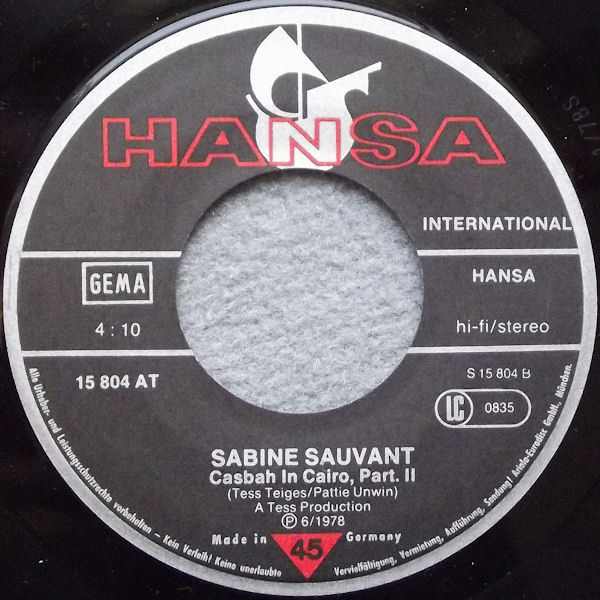 HANSA
INTERNATIONAL
GEMA
HANSA
4 : 10
hi-fi/stereo
15 804 AT
S 15 804 B
LC 0835
SABINE SAUVANT
Casbah In Cairo, Part. II
(Tess Teiges/Pattie Unwin)
A Tess Production
Ⓟ 6/1978
Made in 45 Germany
Alle Urheber- und Leistungsschutzrechte vorbehalten – Kein Verleih! Keine unerlaubte Vervielfältigung, Vermietung, Aufführung, Sendung! Ariola-Eurodisc GmbH., München.